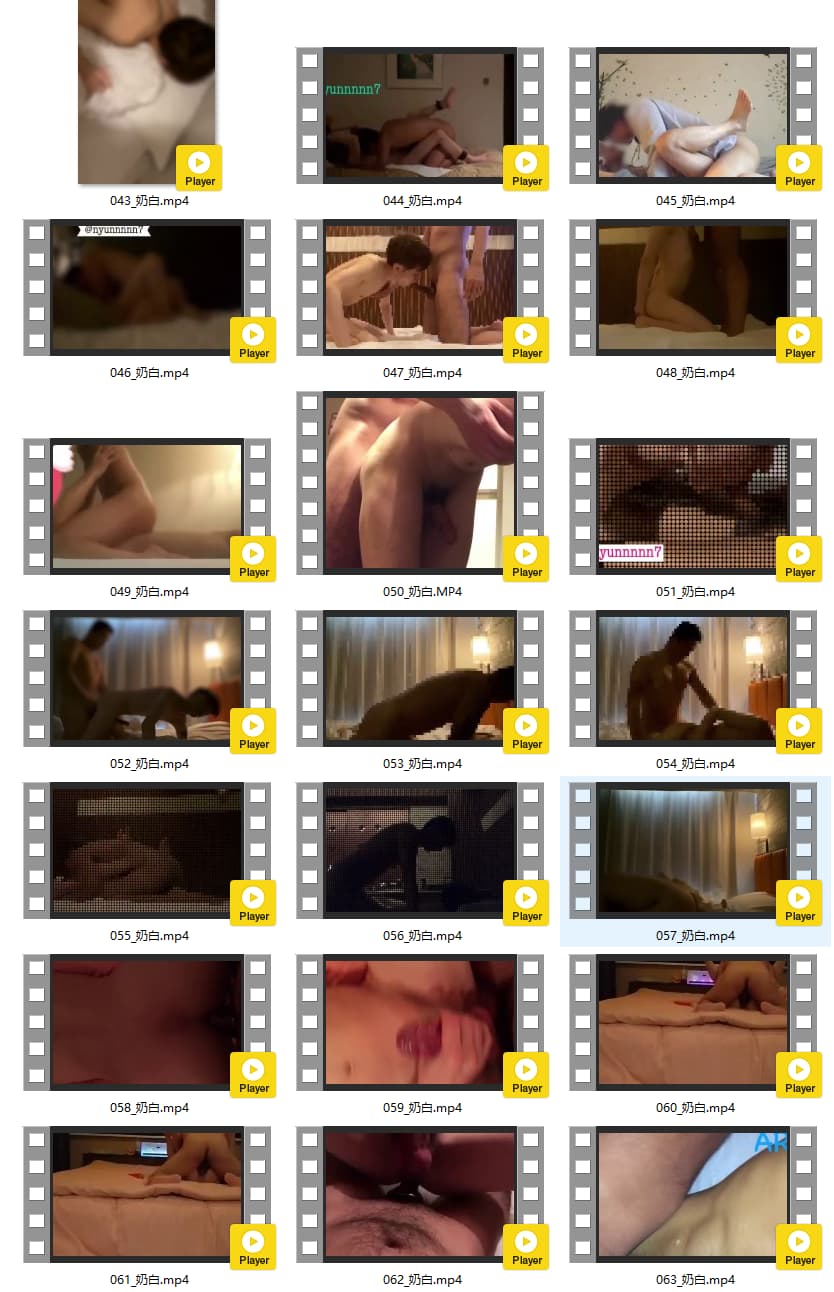 Player
043_奶白.mp4
yunnnnn7
Player
044_奶白.mp4
Player
045_奶白.mp4
@nyunnnnn7
Player
046_奶白.mp4
Player
047_奶白.mp4
Player
048_奶白.mp4
Player
049_奶白.mp4
Player
050_奶白.MP4
yunnnnn7
Player
051_奶白.mp4
Player
052_奶白.mp4
Player
053_奶白.mp4
Player
054_奶白.mp4
Player
055_奶白.mp4
Player
056_奶白.mp4
Player
057_奶白.mp4
Player
058_奶白.mp4
Player
059_奶白.mp4
Player
060_奶白.mp4
Player
061_奶白.mp4
Player
062_奶白.mp4
Player
063_奶白.mp4